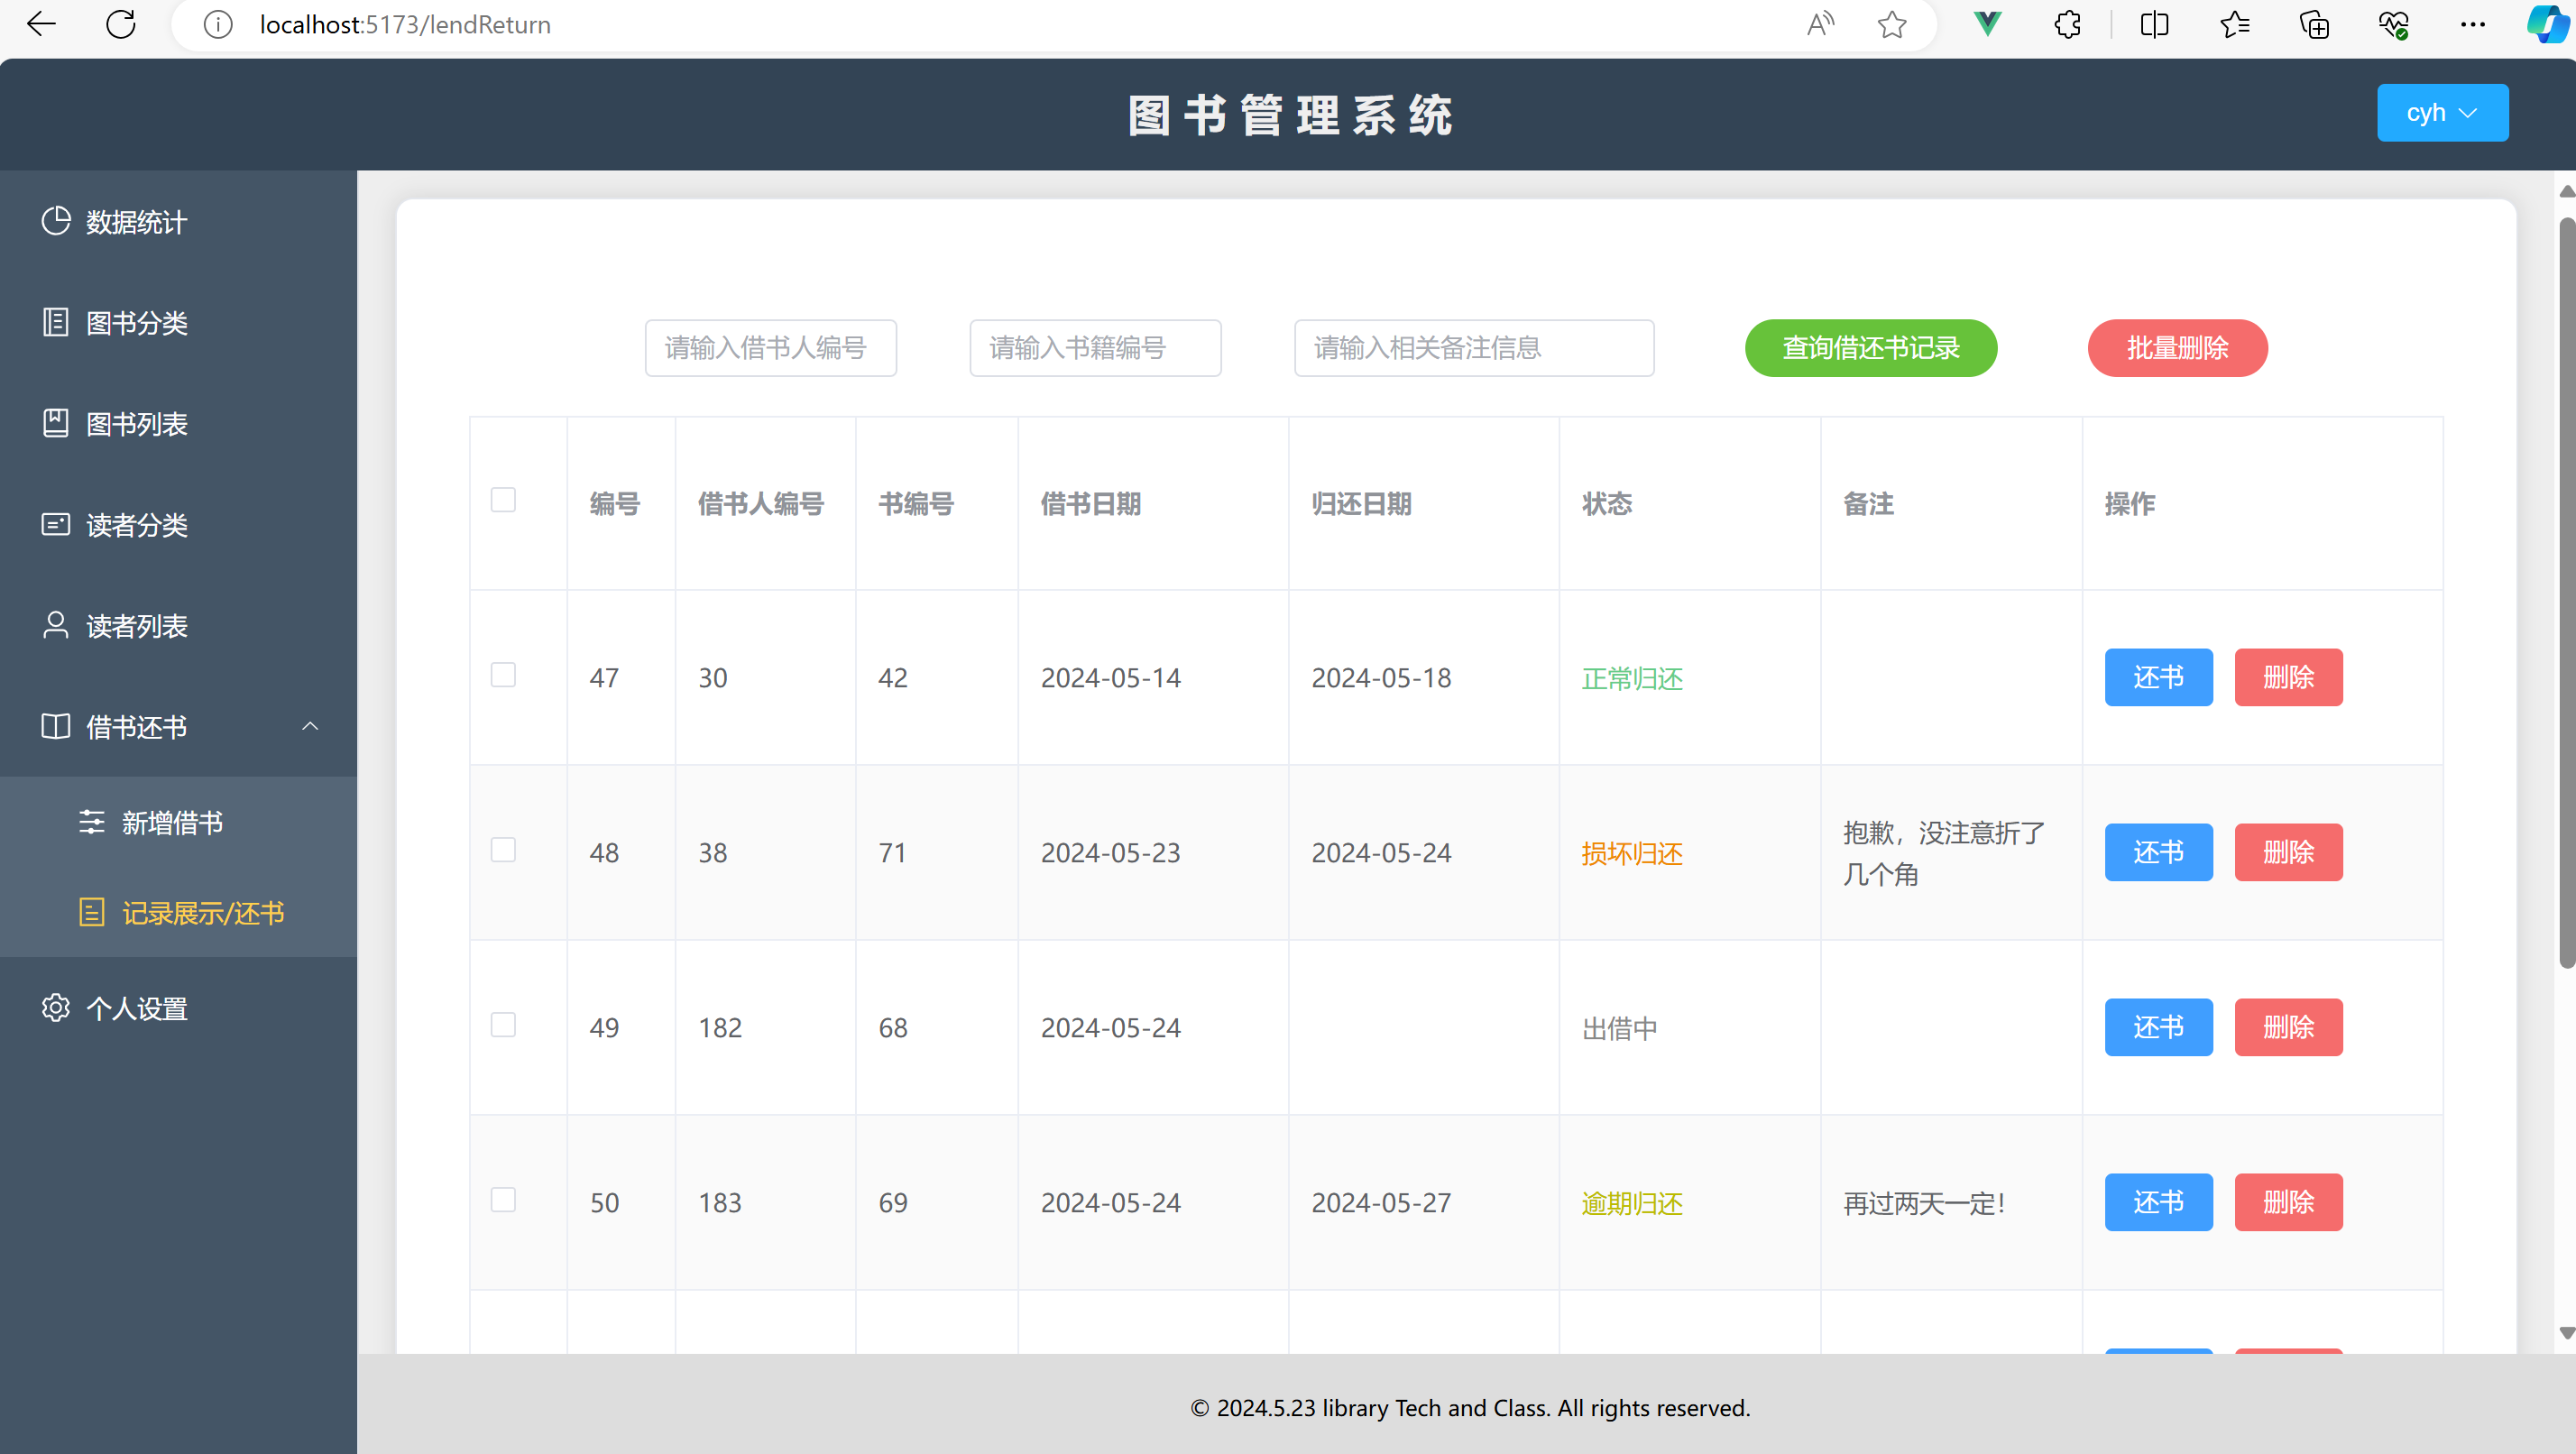 localhost:5173/lendReturn
图书管理系统
cyh
数据统计
图书分类
图书列表
读者分类
读者列表
借书还书
新增借书
记录展示/还书
个人设置
请输入借书人编号 请输入书籍编号 请输入相关备注信息 查询借还书记录 批量删除
编号 借书人编号 书编号 借书日期 归还日期 状态 备注 操作
47 30 42 2024-05-14 2024-05-18 正常归还 还书 删除
48 38 71 2024-05-23 2024-05-24 损坏归还 抱歉，没注意折了
几个角 还书 删除
49 182 68 2024-05-24 出借中 还书 删除
50 183 69 2024-05-24 2024-05-27 逾期归还 再过两天一定！ 还书 删除
© 2024.5.23 library Tech and Class. All rights reserved.